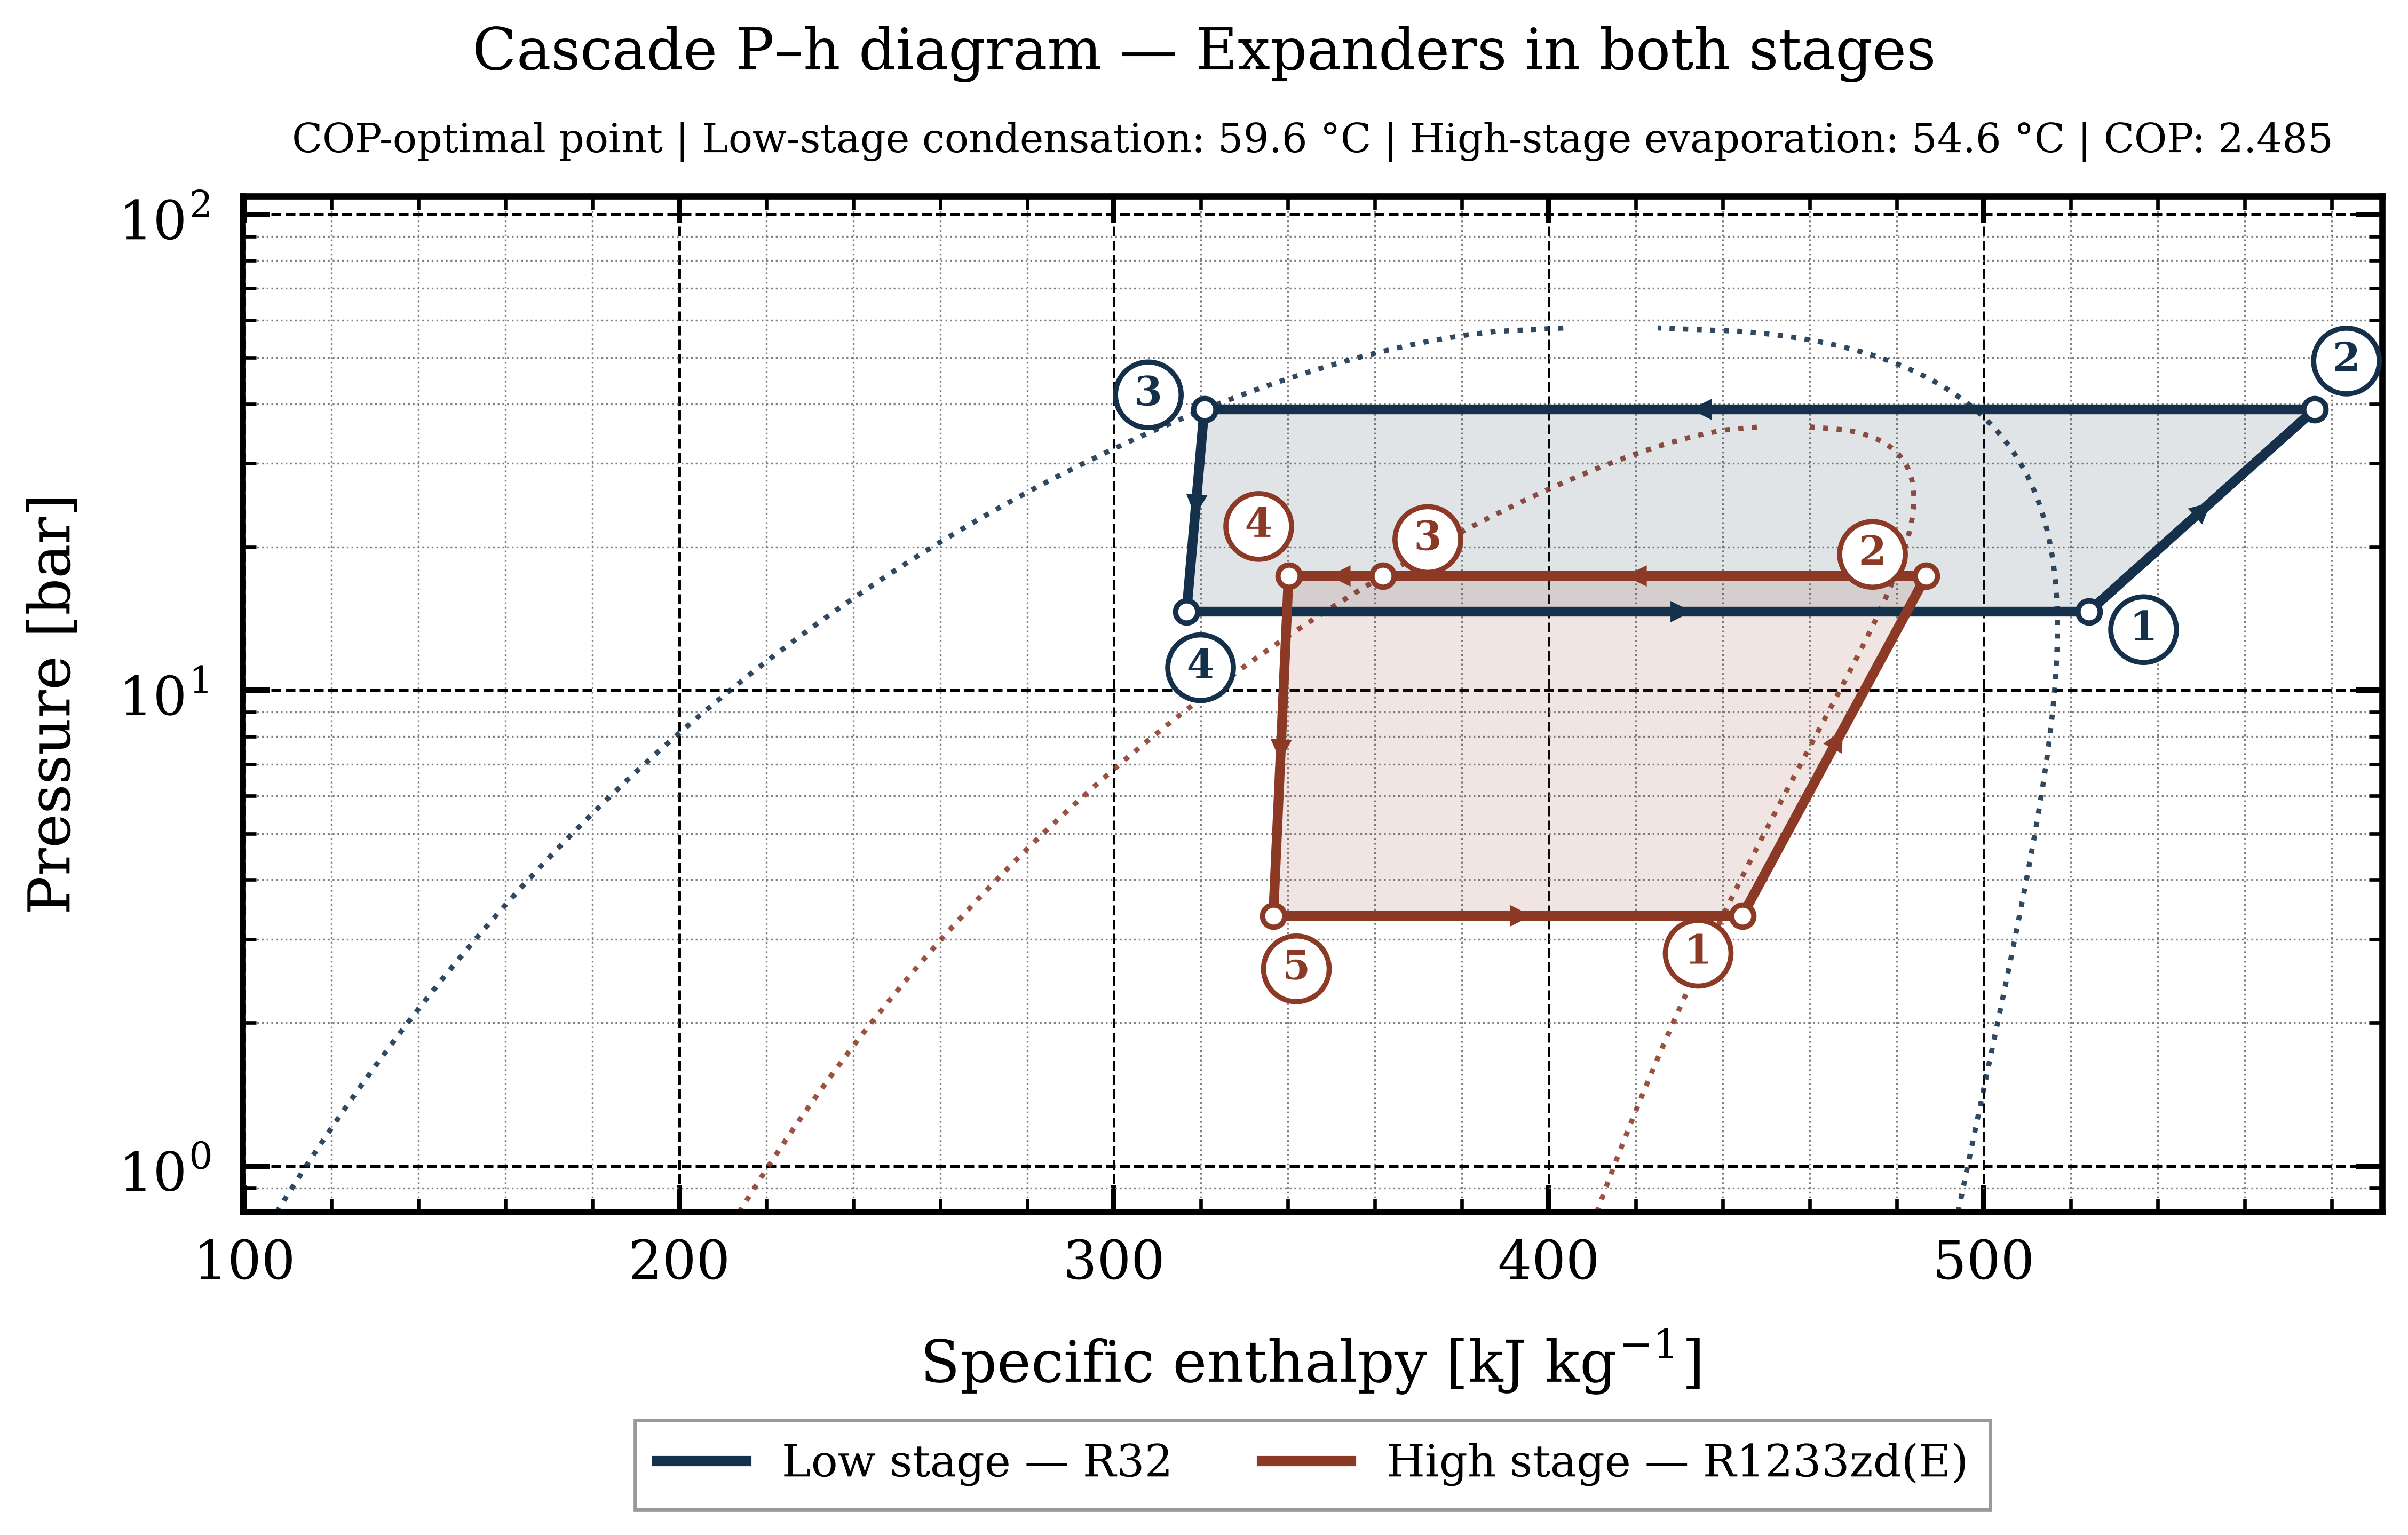 Cascade P–h diagram — Expanders in both stages
COP-optimal point | Low-stage condensation: 59.6 °C | High-stage evaporation: 54.6 °C | COP: 2.485
10²
10¹
10⁰
Pressure [bar]
2
3
4
3
2
1
4
1
5
100 200 300 400 500
Specific enthalpy [kJ kg⁻¹]
Low stage — R32
High stage — R1233zd(E)